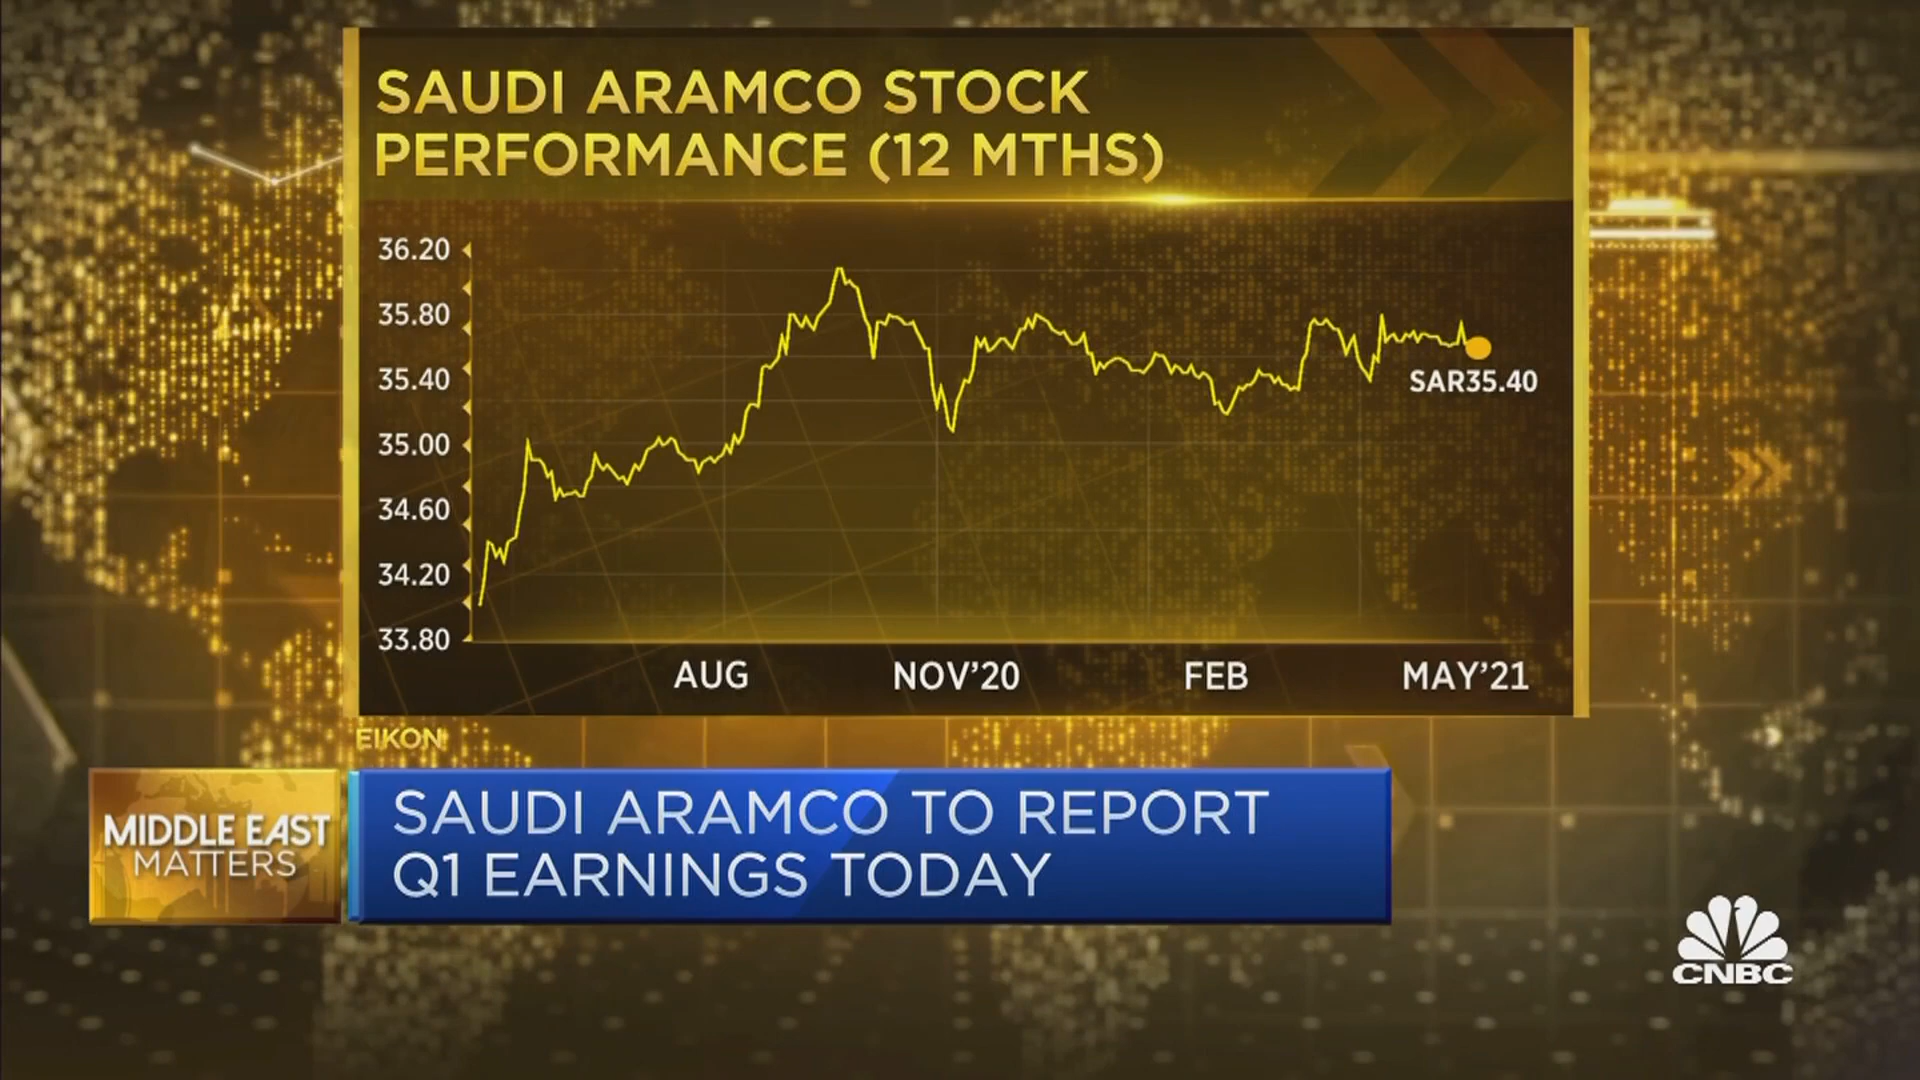 SAUDI ARAMCO STOCK
PERFORMANCE (12 MTHS)
36.20
35.80
35.40
35.00
34.60
34.20
33.80
SAR35.40
AUG
NOV'20
FEB
MAY'21
EIKON
MIDDLE EAST
MATTERS
SAUDI ARAMCO TO REPORT
Q1 EARNINGS TODAY
CNBC